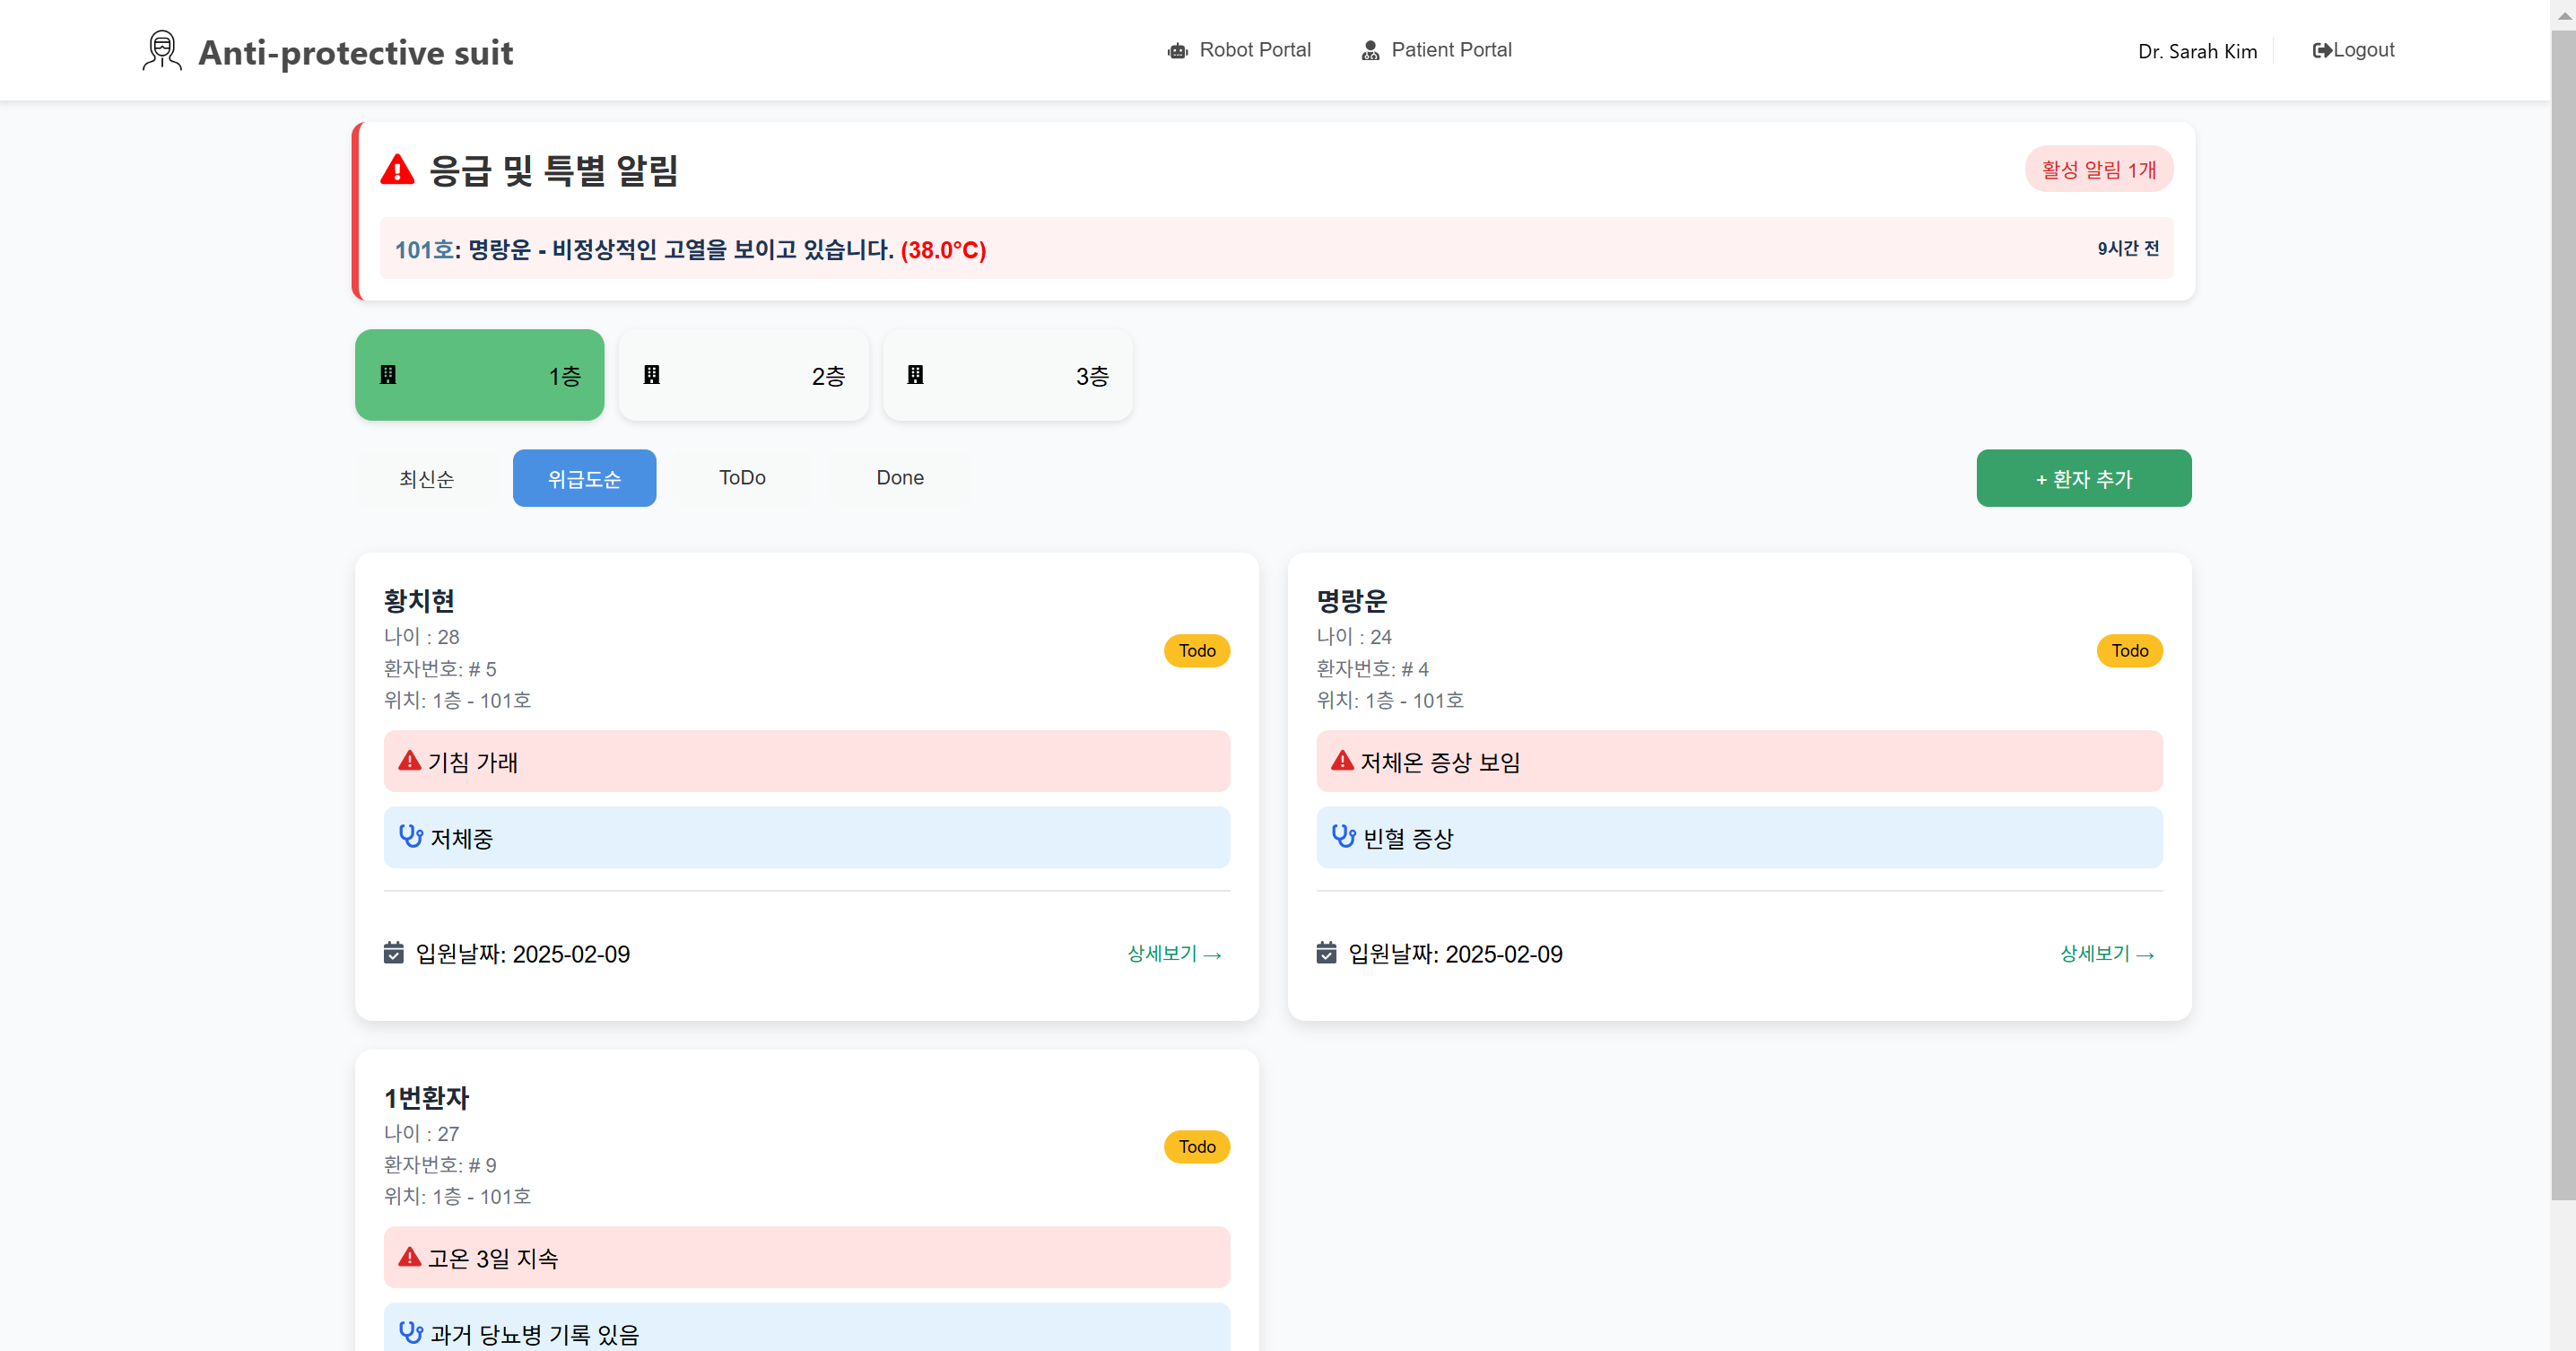 Anti-protective suit
Robot Portal
Patient Portal
Dr. Sarah Kim
Logout
응급 및 특별 알림
활성 알림 1개
101호: 명랑운 - 비정상적인 고열을 보이고 있습니다. (38.0°C)
9시간 전
1층
2층
3층
최신순
위급도순
ToDo
Done
+ 환자 추가
황치현
나이 : 28
환자번호: # 5
위치: 1층 - 101호
Todo
기침 가래
저체중
입원날짜: 2025-02-09
상세보기 →
명랑운
나이 : 24
환자번호: # 4
위치: 1층 - 101호
Todo
저체온 증상 보임
빈혈 증상
입원날짜: 2025-02-09
상세보기 →
1번환자
나이 : 27
환자번호: # 9
위치: 1층 - 101호
Todo
고온 3일 지속
과거 당뇨병 기록 있음